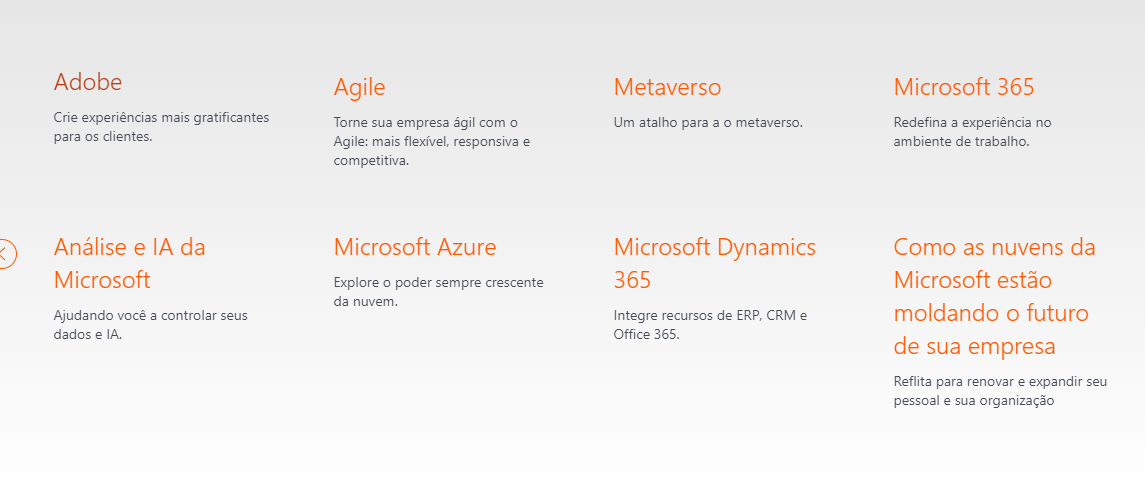 Adobe
Crie experiências mais gratificantes
para os clientes.
Agile
Torne sua empresa ágil com o
Agile: mais flexível, responsiva e
competitiva.
Metaverso
Um atalho para a o metaverso.
Microsoft 365
Redefina a experiência no
ambiente de trabalho.
Análise e IA da
Microsoft
Ajudando você a controlar seus
dados e IA.
Microsoft Azure
Explore o poder sempre crescente
da nuvem.
Microsoft Dynamics
365
Integre recursos de ERP, CRM e
Office 365.
Como as nuvens da
Microsoft estão
moldando o futuro
de sua empresa
Reflita para renovar e expandir seu
pessoal e sua organização